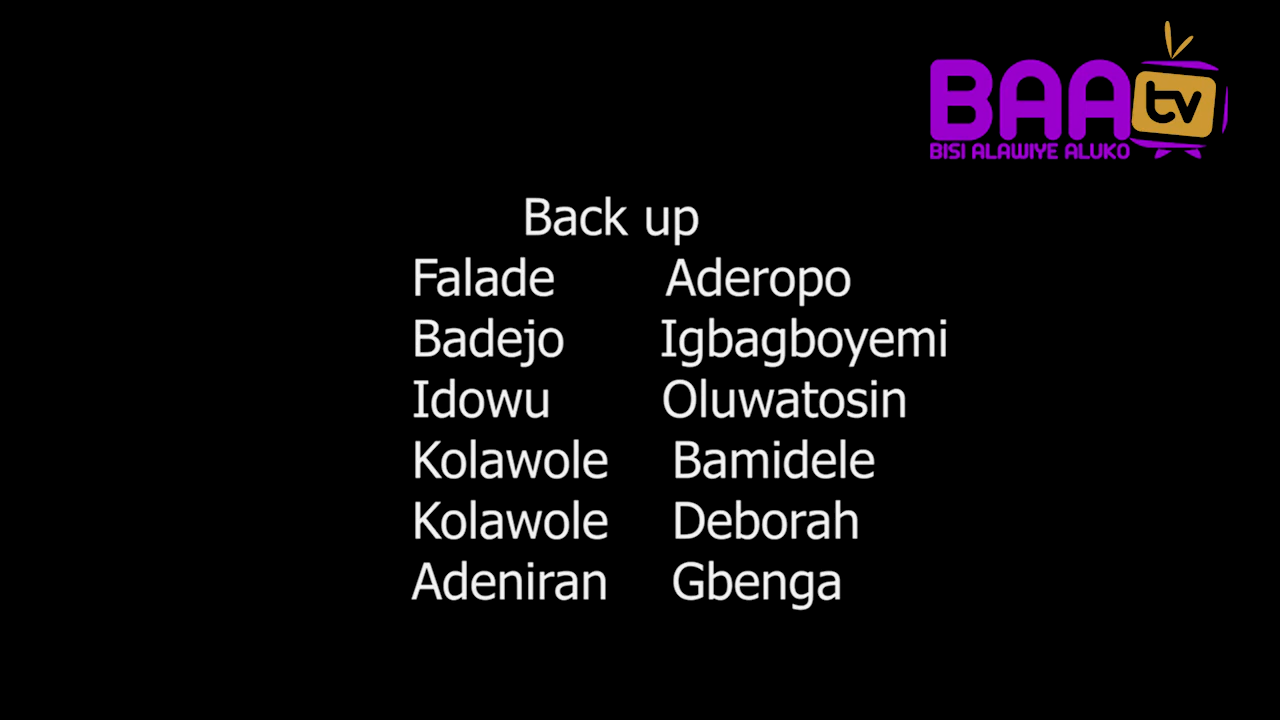 BAA tv
BISI ALAWIYE ALUKO
Back up
Falade Aderopo
Badejo Igbagboyemi
Idowu Oluwatosin
Kolawole Bamidele
Kolawole Deborah
Adeniran Gbenga